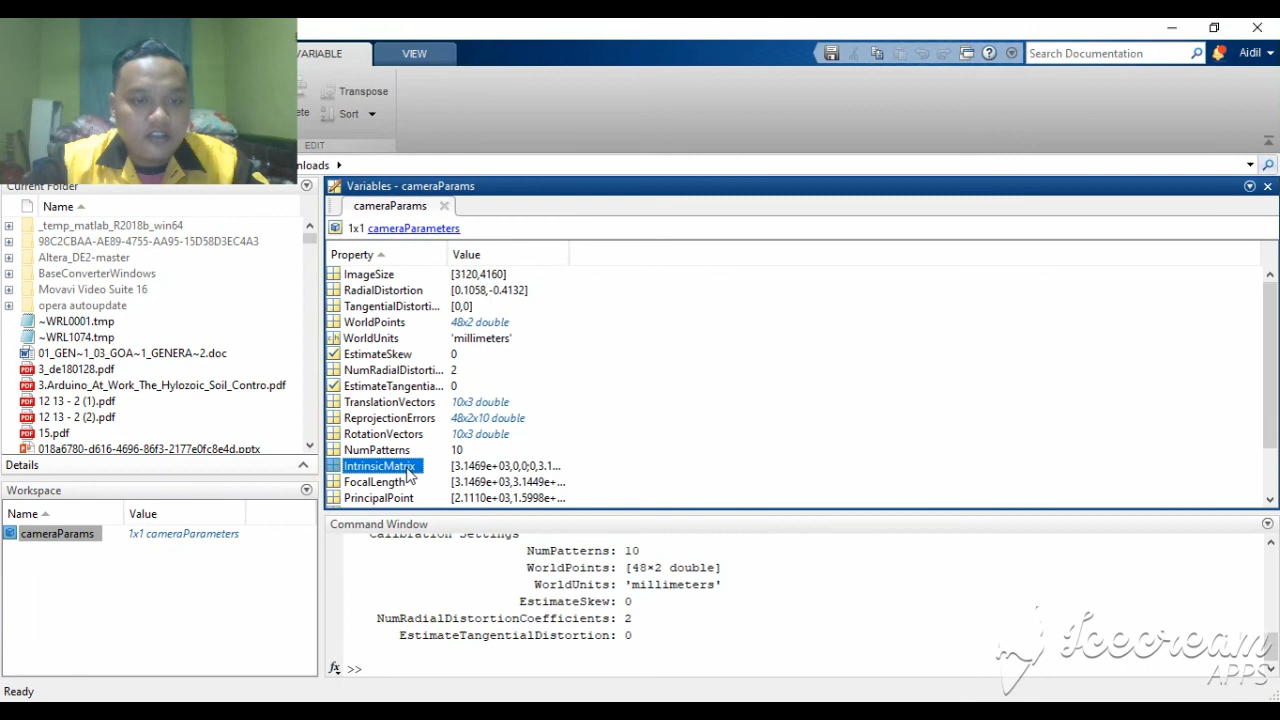 VARIABLE
VIEW
Search Documentation
Aidil
Transpose
Sort
EDIT
nloads
Current Folder
Name
_temp_matlab_R2018b_win64
98C2CBAA-AE89-4755-AA95-15D58D3EC4A3
Altera_DE2-master
BaseConverterWindows
Movavi Video Suite 16
opera autoupdate
~WRL0001.tmp
~WRL1074.tmp
01_GEN~1_03_GOA~1_GENERA~2.doc
3_de180128.pdf
3.Arduino_At_Work_The_Hylozoic_Soil_Contro.pdf
12 13 - 2 (1).pdf
12 13 - 2 (2).pdf
15.pdf
018a6780-d616-4696-86f3-2177e0fc8e4d.pptx
Details
Workspace
Name Value
cameraParams 1x1 cameraParameters
Ready
Variables - cameraParams
cameraParams
1x1 cameraParameters
Property Value
ImageSize [3120,4160]
RadialDistortion [0.1058,-0.4132]
TangentialDistorti... [0,0]
WorldPoints 48x2 double
WorldUnits 'millimeters'
EstimateSkew 0
NumRadialDistorti... 2
EstimateTangentia... 0
TranslationVectors 10x3 double
ReprojectionErrors 48x2x10 double
RotationVectors 10x3 double
NumPatterns 10
IntrinsicMatrix [3.1469e+03,0,0;0,3.1...
FocalLength [3.1469e+03,3.1449e+...
PrincipalPoint [2.1110e+03,1.5998e+...
Command Window
Calibration Settings
NumPatterns: 10
WorldPoints: [48×2 double]
WorldUnits: 'millimeters'
EstimateSkew: 0
NumRadialDistortionCoefficients: 2
EstimateTangentialDistortion: 0
fx >>
Icecream
APPS